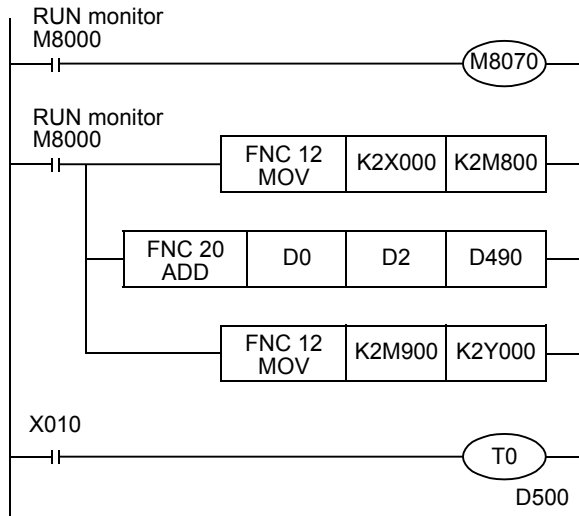 RUN monitor
M8000
M8070
RUN monitor
M8000
FNC 12
MOV
K2X000
K2M800
FNC 20
ADD
D0
D2
D490
FNC 12
MOV
K2M900
K2Y000
X010
T0
D500